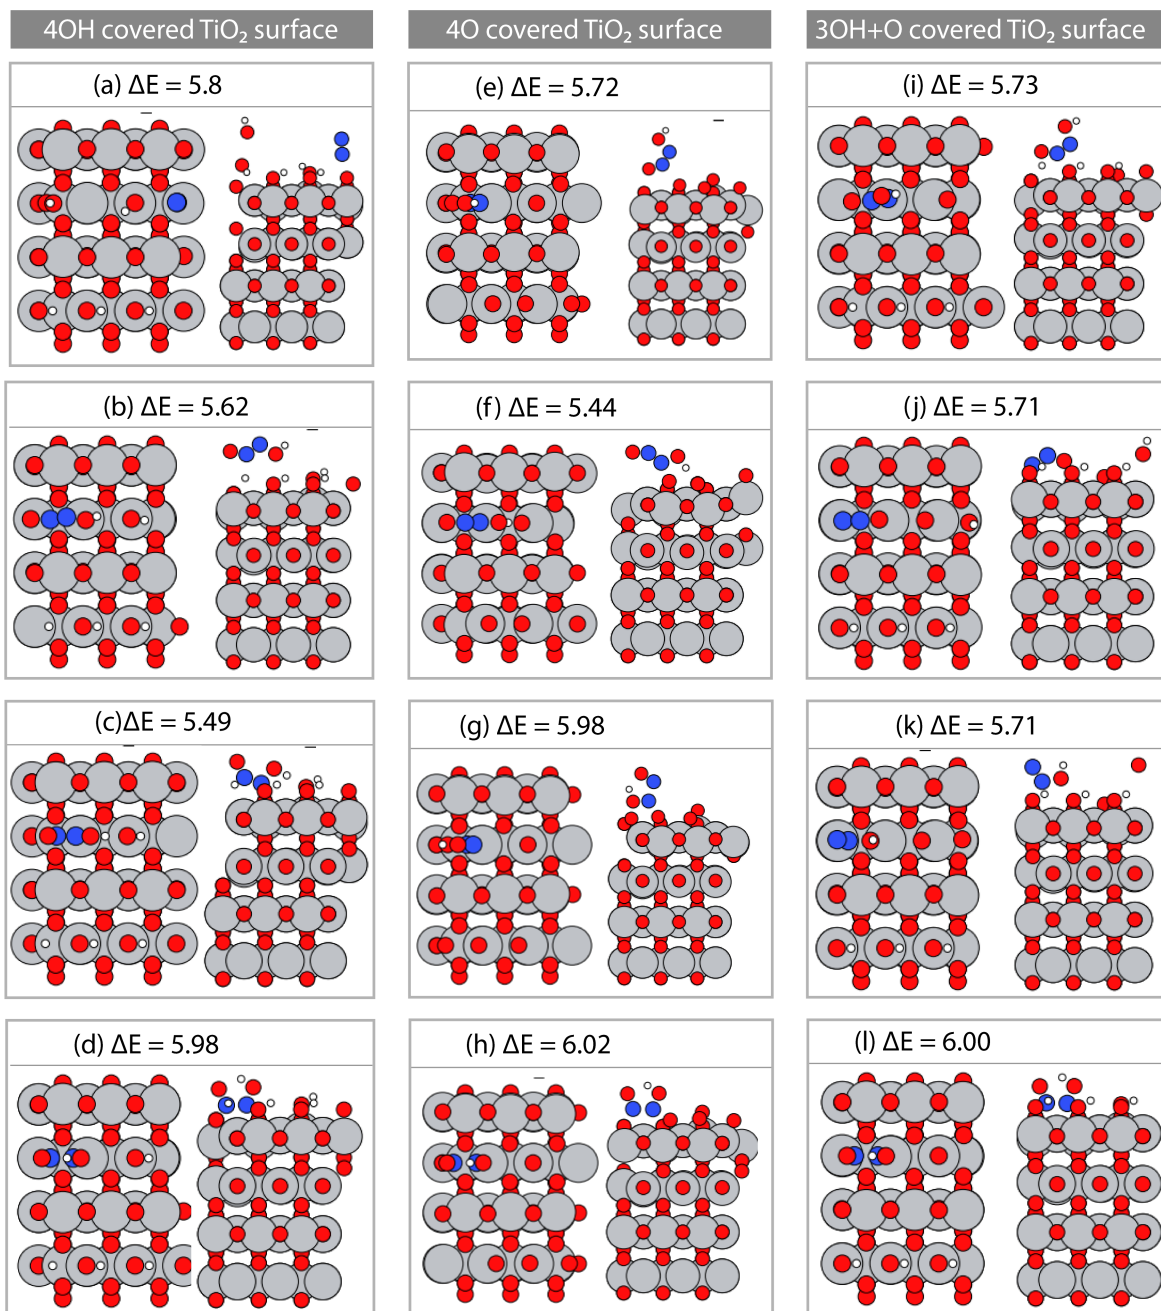 4OH covered TiO₂ surface
4O covered TiO₂ surface
3OH+O covered TiO₂ surface
(a) ΔE = 5.8
(e) ΔE = 5.72
(i) ΔE = 5.73
(b) ΔE = 5.62
(f) ΔE = 5.44
(j) ΔE = 5.71
(c)ΔE = 5.49
(g) ΔE = 5.98
(k) ΔE = 5.71
(d) ΔE = 5.98
(h) ΔE = 6.02
(l) ΔE = 6.00